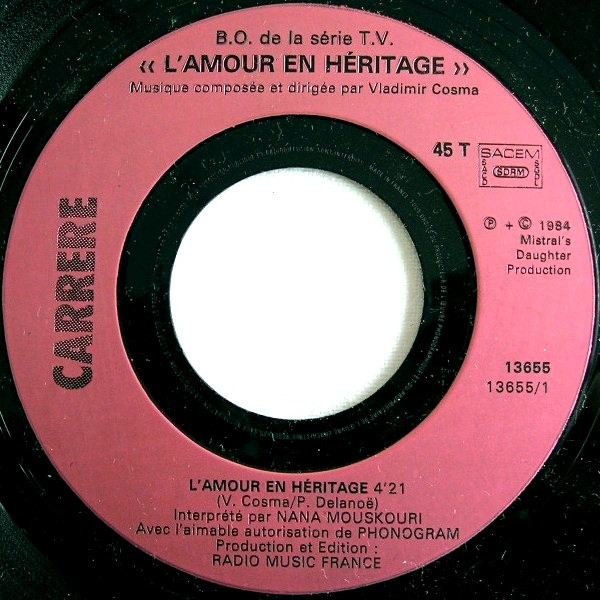 B.O. de la série T.V.
« L'AMOUR EN HÉRITAGE »
Musique composée et dirigée par Vladimir Cosma
45 T
SACEM
SACD
SDRM
SGDL
℗ + © 1984
Mistral's
Daughter
Production
CARRERE
13655
13655/1
L'AMOUR EN HÉRITAGE 4'21
(V. Cosma/P. Delanoë)
Interprété par NANA MOUSKOURI
Avec l'aimable autorisation de PHONOGRAM
Production et Edition :
RADIO MUSIC FRANCE